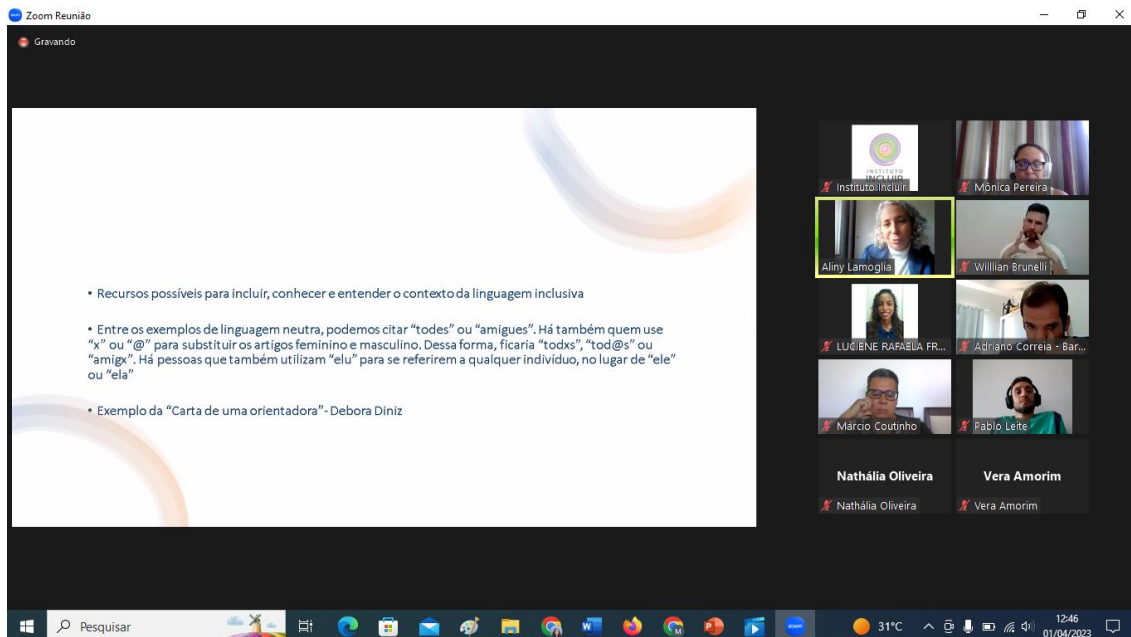 Zoom Reunião
Gravando
• Recursos possíveis para incluir, conhecer e entender o contexto da linguagem inclusiva
• Entre os exemplos de linguagem neutra, podemos citar “todes” ou “amigues”. Há também quem use
“x” ou “@” para substituir os artigos feminino e masculino. Dessa forma, ficaria “todxs”, “tod@s” ou
“amigx”. Há pessoas que também utilizam “elu” para se referirem a qualquer indivíduo, no lugar de “ele”
ou “ela”
• Exemplo da “Carta de uma orientadora”- Debora Diniz
INSTITUTO
INCLUIR
Instituto Incluir
Mônica Pereira
Aliny Lamoglia
Willian Brunelli
LUCIENE RAFAELA FR...
Adriano Correia - Bar...
Márcio Coutinho
Pablo Leite
Nathália Oliveira
Vera Amorim
Nathália Oliveira
Vera Amorim
Pesquisar
zoom
31°C
12:46
01/04/2023